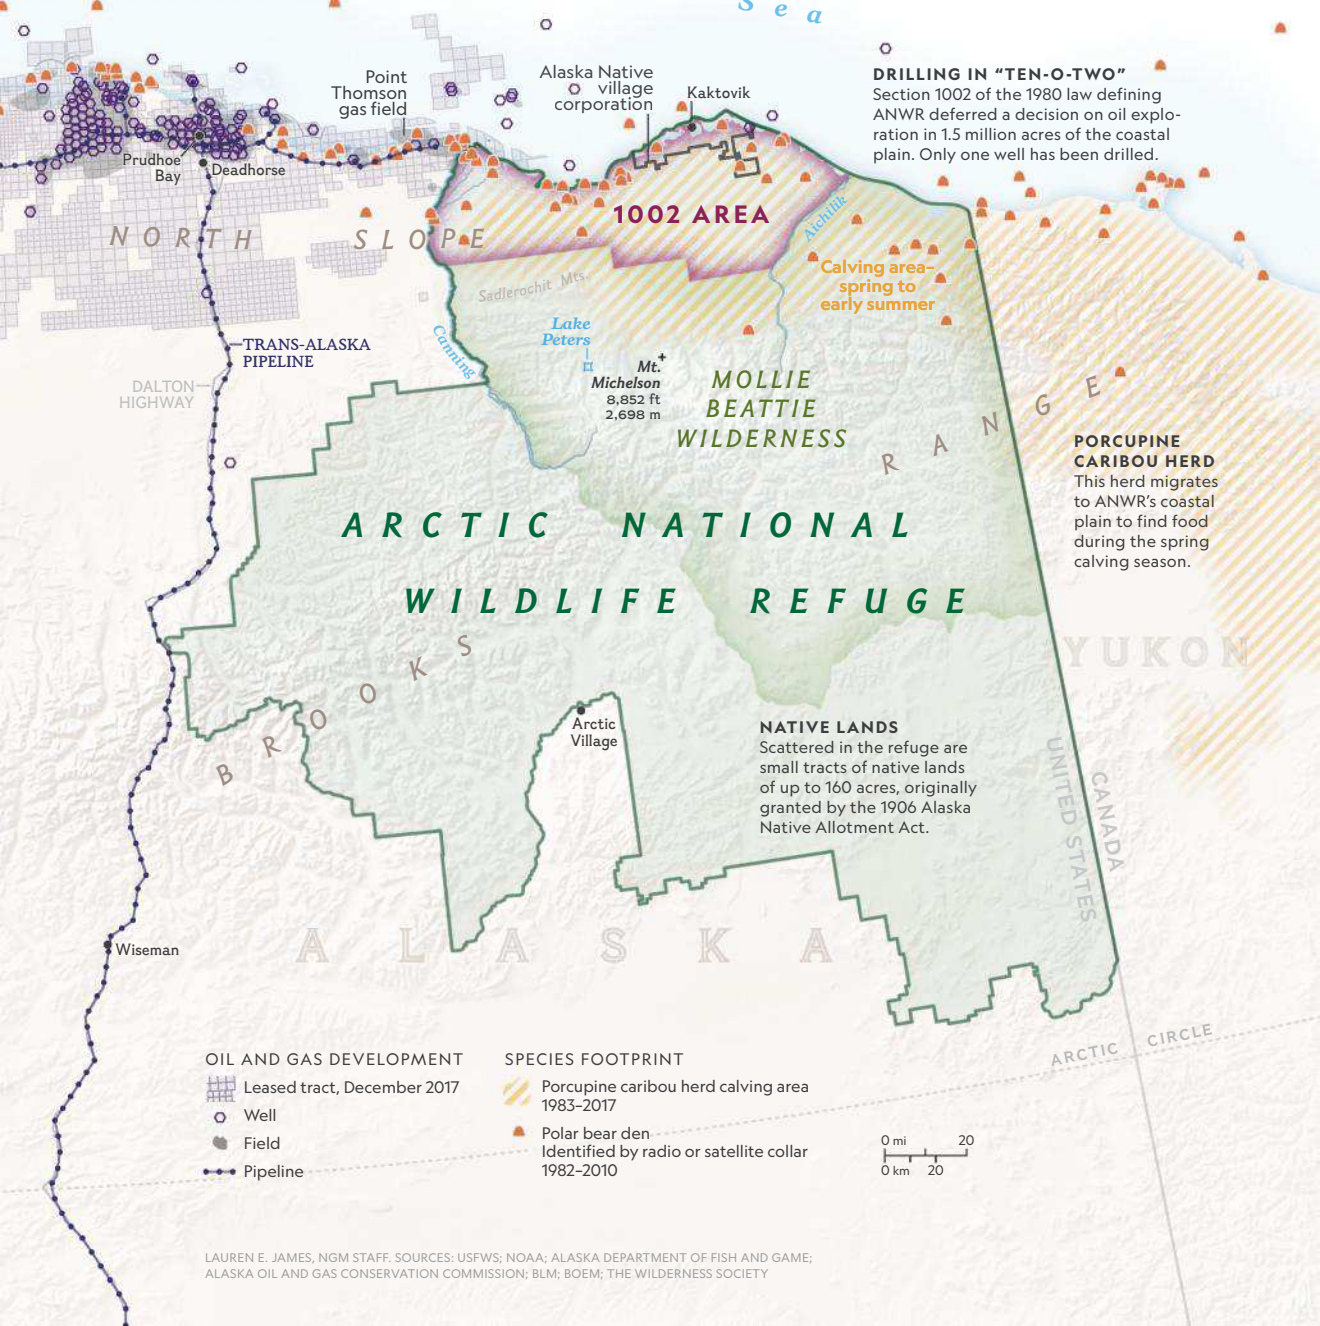 Sea
DRILLING IN “TEN-O-TWO”
Section 1002 of the 1980 law defining
ANWR deferred a decision on oil explo-
ration in 1.5 million acres of the coastal
plain. Only one well has been drilled.
Point
Thomson
gas field
Alaska Native
village
corporation
Kaktovik
Prudhoe
Bay
Deadhorse
NORTH SLOPE
1002 AREA
Aichilik
Calving area–
spring to
early summer
Sadlerochit Mts.
Canning
Lake
Peters
Mt.
Michelson
8,852 ft
2,698 m
TRANS-ALASKA
PIPELINE
DALTON
HIGHWAY
MOLLIE
BEATTIE
WILDERNESS
PORCUPINE
CARIBOU HERD
This herd migrates
to ANWR’s coastal
plain to find food
during the spring
calving season.
ARCTIC NATIONAL
WILDLIFE REFUGE
BROOKS RANGE
YUKON
Arctic
Village
NATIVE LANDS
Scattered in the refuge are
small tracts of native lands
of up to 160 acres, originally
granted by the 1906 Alaska
Native Allotment Act.
UNITED STATES
CANADA
Wiseman
ALASKA
ARCTIC CIRCLE
OIL AND GAS DEVELOPMENT
Leased tract, December 2017
Well
Field
Pipeline
SPECIES FOOTPRINT
Porcupine caribou herd calving area
1983–2017
Polar bear den
Identified by radio or satellite collar
1982–2010
0 mi 20
0 km 20
LAUREN E. JAMES, NGM STAFF. SOURCES: USFWS; NOAA; ALASKA DEPARTMENT OF FISH AND GAME;
ALASKA OIL AND GAS CONSERVATION COMMISSION; BLM; BOEM; THE WILDERNESS SOCIETY